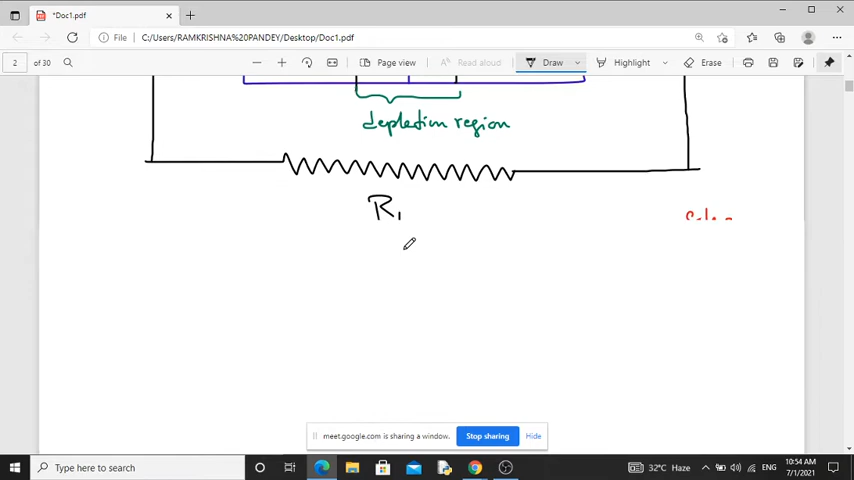 *Doc1.pdf
C:/Users/RAMKRISHNA%20PANDEY/Desktop/Doc1.pdf
2 of 30 Page view Read aloud Draw Highlight Erase
depletion region
R1
meet.google.com is sharing a window. Stop sharing Hide
Type here to search
32°C Haze ENG 10:54 AM 7/1/2021